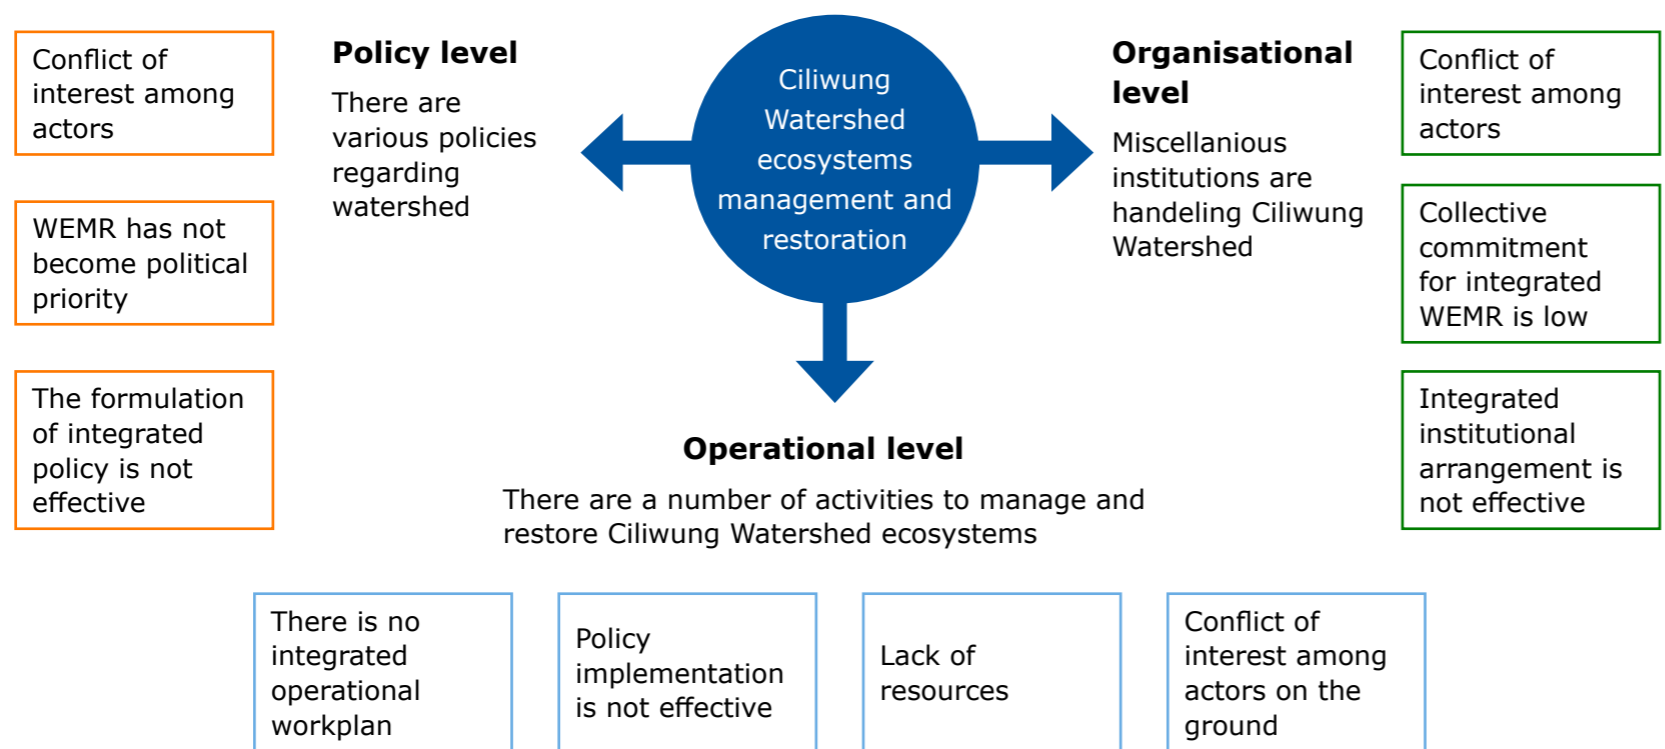 Conflict of
interest among
actors
WEMR has not
become political
priority
The formulation
of integrated
policy is not
effective
Policy level
There are
various policies
regarding
watershed
Ciliwung
Watershed
ecosystems
management and
restoration
Organisational
level
Miscellanious
institutions are
handeling Ciliwung
Watershed
Conflict of
interest among
actors
Collective
commitment
for integrated
WEMR is low
Integrated
institutional
arrangement is
not effective
Operational level
There are a number of activities to manage and
restore Ciliwung Watershed ecosystems
There is no
integrated
operational
workplan
Policy
implementation
is not effective
Lack of
resources
Conflict of
interest among
actors on the
ground